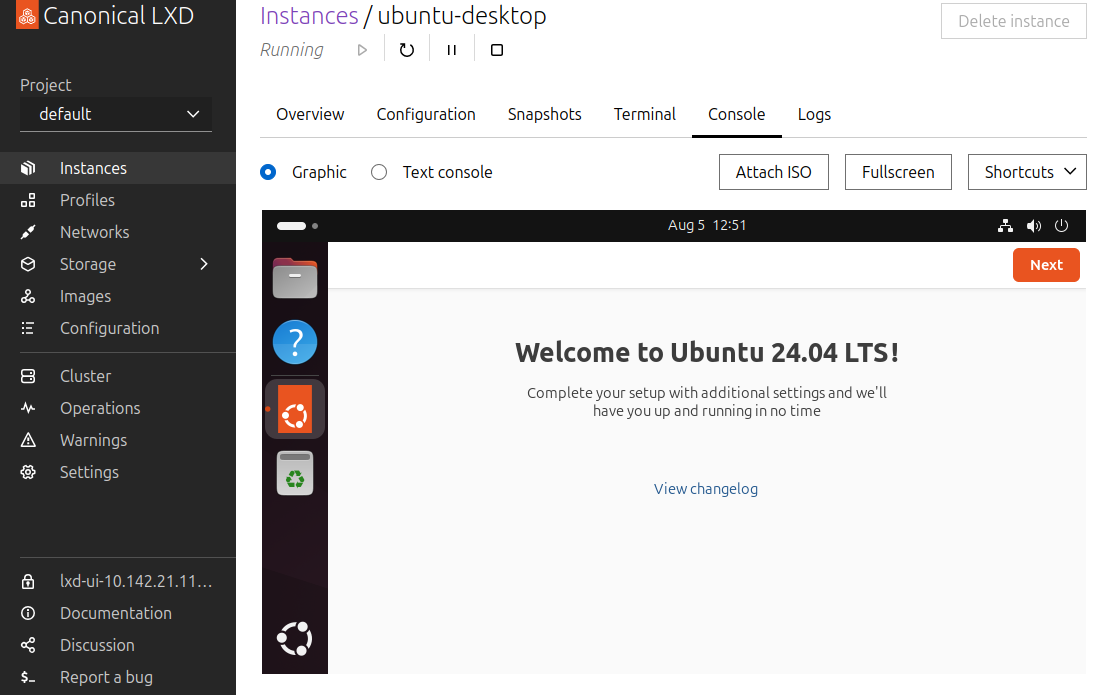 Canonical LXD
Project
default
Instances
Profiles
Networks
Storage
Images
Configuration
Cluster
Operations
Warnings
Settings
lxd-ui-10.142.21.11…
Documentation
Discussion
Report a bug
Instances / ubuntu-desktop
Delete instance
Running
Overview Configuration Snapshots Terminal Console Logs
Graphic Text console Attach ISO Fullscreen Shortcuts
Aug 5 12:51
Next
Welcome to Ubuntu 24.04 LTS!
Complete your setup with additional settings and we'll
have you up and running in no time
View changelog